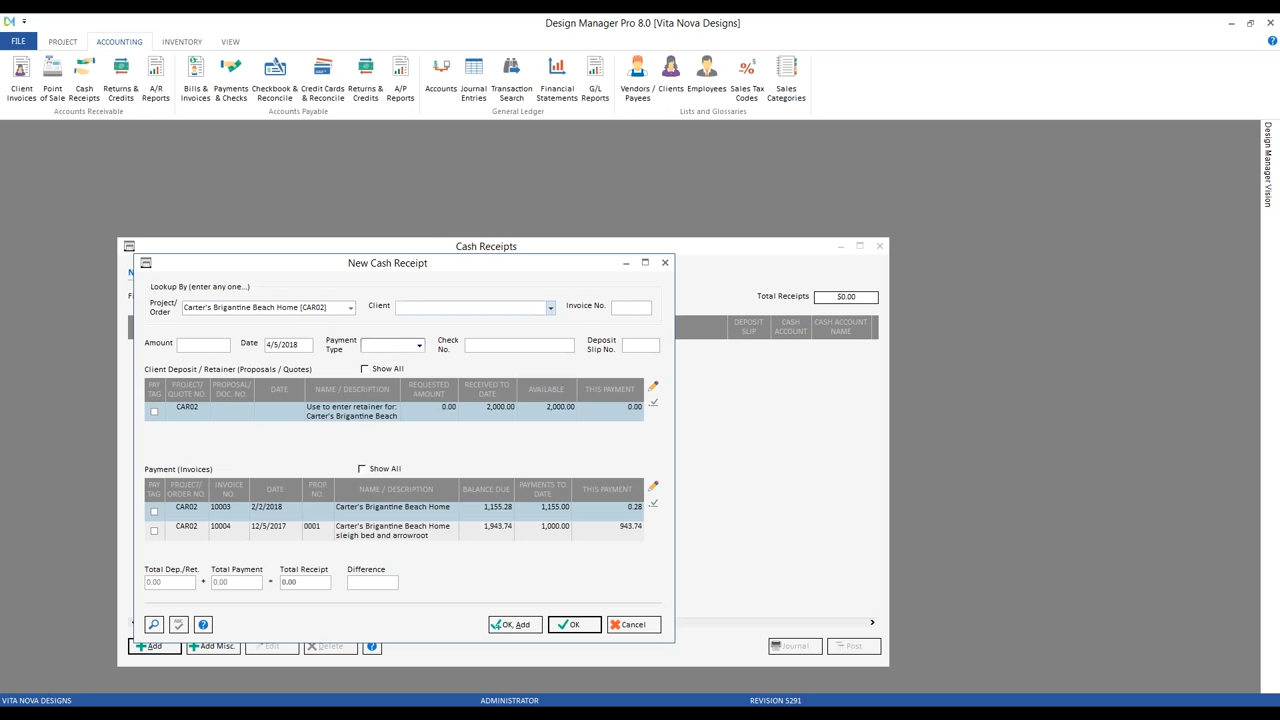 Design Manager Pro 8.0 [Vita Nova Designs]
FILE PROJECT ACCOUNTING INVENTORY VIEW
Client Invoices
Point of Sale
Cash Receipts
Returns & Credits
A/R Reports
Accounts Receivable
Bills & Invoices
Payments & Checks
Checkbook & Reconcile
Credit Cards & Reconcile
Returns & Credits
A/P Reports
Accounts Payable
Accounts
Journal Entries
Transaction Search
Financial Statements
G/L Reports
General Ledger
Vendors / Payees
Clients
Employees
Sales Tax Codes
Sales Categories
Lists and Glossaries
Design Manager Vision
Cash Receipts
Total Receipts $0.00
DEPOSIT SLIP
CASH ACCOUNT
CASH ACCOUNT NAME
New Cash Receipt
Lookup By (enter any one...)
Project/ Order Carter's Brigantine Beach Home [CAR02] Client Invoice No.
Amount Date 4/5/2018 Payment Type Check No. Deposit Slip No.
Client Deposit / Retainer (Proposals / Quotes) Show All
PAY TAG PROJECT/ QUOTE NO. PROPOSAL/ DOC. NO. DATE NAME / DESCRIPTION REQUESTED AMOUNT RECEIVED TO DATE AVAILABLE THIS PAYMENT
CAR02 Use to enter retainer for: 0.00 2,000.00 2,000.00 0.00
Carter's Brigantine Beach
Payment (Invoices) Show All
PAY TAG PROJECT/ ORDER NO INVOICE NO. DATE PROP. NO. NAME / DESCRIPTION BALANCE DUE PAYMENTS TO DATE THIS PAYMENT
CAR02 10003 2/2/2018 Carter's Brigantine Beach Home 1,155.28 1,155.00 0.28
CAR02 10004 12/5/2017 0001 Carter's Brigantine Beach Home 1,943.74 1,000.00 943.74
sleigh bed and arrowroot
Total Dep./Ret. Total Payment Total Receipt Difference
0.00 + 0.00 = 0.00
ABC ? OK, Add OK Cancel
Add Add Misc. Edit Delete ? Journal Post
VITA NOVA DESIGNS ADMINISTRATOR REVISION 5291